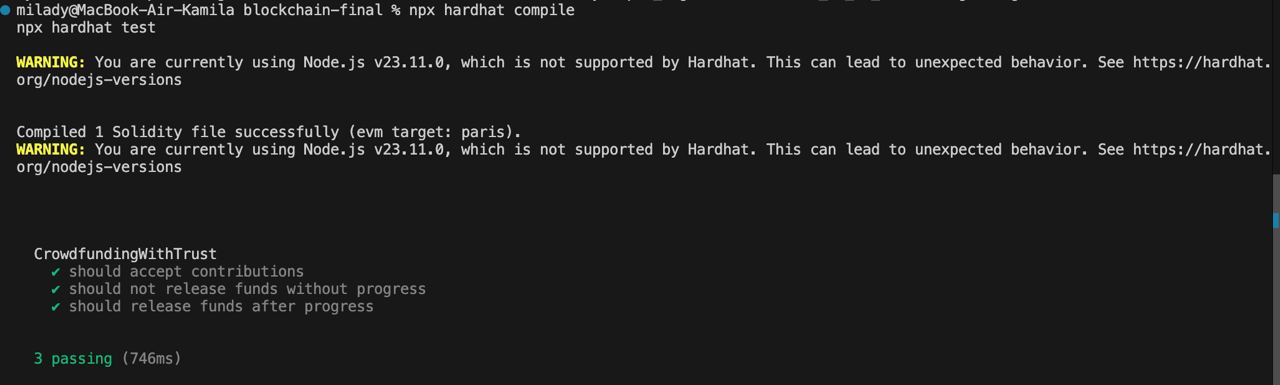 milady@MacBook-Air-Kamila blockchain-final % npx hardhat compile
npx hardhat test
WARNING: You are currently using Node.js v23.11.0, which is not supported by Hardhat. This can lead to unexpected behavior. See https://hardhat.
org/nodejs-versions
Compiled 1 Solidity file successfully (evm target: paris).
WARNING: You are currently using Node.js v23.11.0, which is not supported by Hardhat. This can lead to unexpected behavior. See https://hardhat.
org/nodejs-versions
CrowdfundingWithTrust
✔ should accept contributions
✔ should not release funds without progress
✔ should release funds after progress
3 passing (746ms)